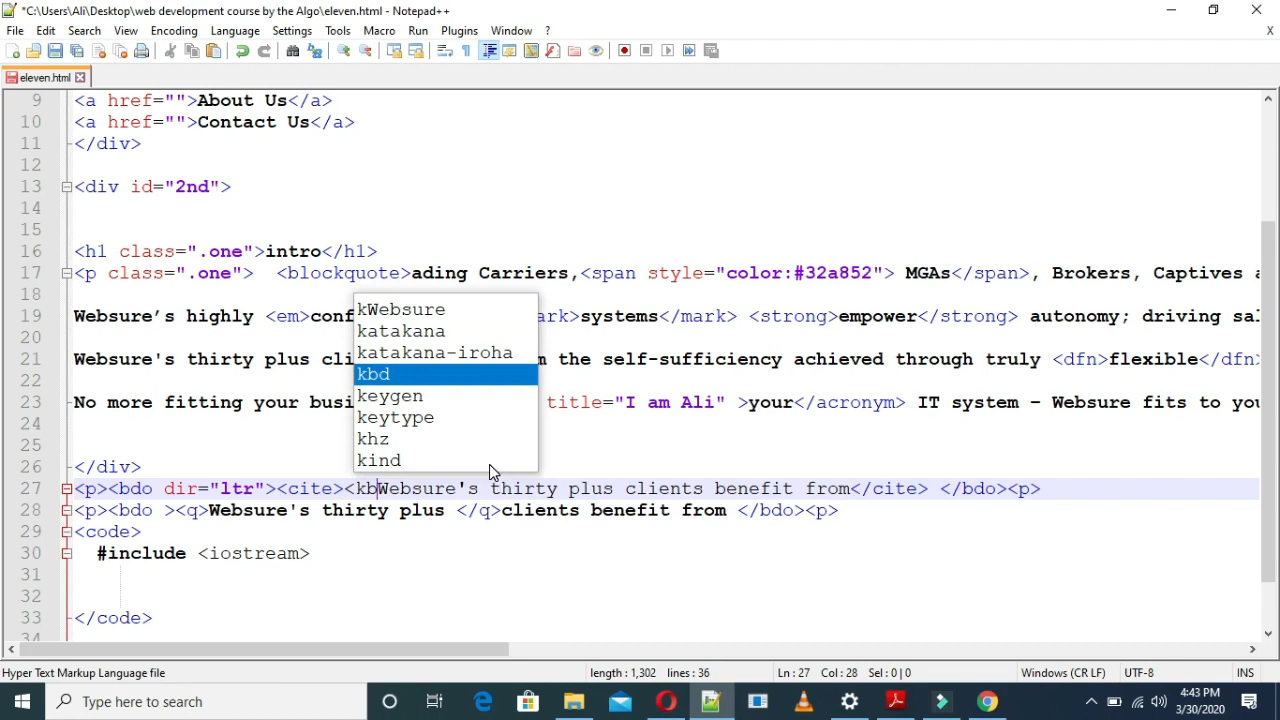 *C:\Users\Ali\Desktop\web development course by the Algo\eleven.html - Notepad++
File Edit Search View Encoding Language Settings Tools Macro Run Plugins Window ? X
eleven.html
9 <a href="">About Us</a>
10 <a href="">Contact Us</a>
11 </div>
12
13 <div id="2nd">
14
15
16 <h1 class=".one">intro</h1>
17 <p class=".one">  <blockquote>ading Carriers,<span style="color:#32a852"> MGAs</span>, Brokers, Captives a
18
19 Websure’s highly <em>conf ark>systems</mark> <strong>empower</strong> autonomy; driving sal
20
21 Websure's thirty plus cli m the self-sufficiency achieved through truly <dfn>flexible</dfn>
22
23 No more fitting your busi title="I am Ali" >your</acronym> IT system – Websure fits to you
24
25
26 </div>
27 <p><bdo dir="ltr"><cite><kbWebsure's thirty plus clients benefit from</cite> </bdo><p>
28 <p><bdo ><q>Websure's thirty plus </q>clients benefit from </bdo><p>
29 <code>
30 #include <iostream>
31
32
33 </code>
34
kWebsure
katakana
katakana-iroha
kbd
keygen
keytype
khz
kind
Hyper Text Markup Language file length : 1,302 lines : 36 Ln : 27 Col : 28 Sel : 0 | 0 Windows (CR LF) UTF-8 INS
Type here to search
4:43 PM
3/30/2020